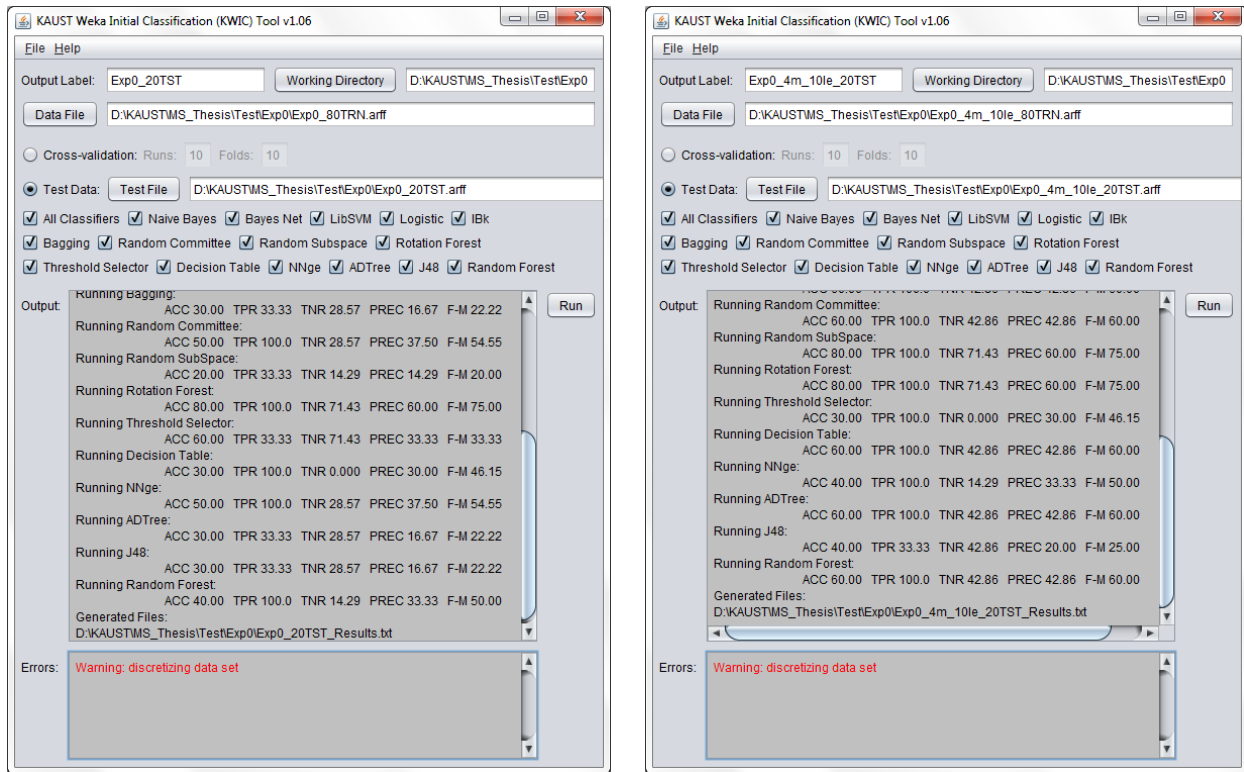 KAUST Weka Initial Classification (KWIC) Tool v1.06
File Help
Output Label: Exp0_20TST Working Directory D:\KAUST\MS_Thesis\Test\Exp0
Data File D:\KAUST\MS_Thesis\Test\Exp0\Exp0_80TRN.arff
Cross-validation: Runs: 10 Folds: 10
Test Data: Test File D:\KAUST\MS_Thesis\Test\Exp0\Exp0_20TST.arff
All Classifiers Naive Bayes Bayes Net LibSVM Logistic IBk
Bagging Random Committee Random Subspace Rotation Forest
Threshold Selector Decision Table NNge ADTree J48 Random Forest
Output: Run
Running Bagging:
ACC 30.00 TPR 33.33 TNR 28.57 PREC 16.67 F-M 22.22
Running Random Committee:
ACC 50.00 TPR 100.0 TNR 28.57 PREC 37.50 F-M 54.55
Running Random SubSpace:
ACC 20.00 TPR 33.33 TNR 14.29 PREC 14.29 F-M 20.00
Running Rotation Forest:
ACC 80.00 TPR 100.0 TNR 71.43 PREC 60.00 F-M 75.00
Running Threshold Selector:
ACC 60.00 TPR 33.33 TNR 71.43 PREC 33.33 F-M 33.33
Running Decision Table:
ACC 30.00 TPR 100.0 TNR 0.000 PREC 30.00 F-M 46.15
Running NNge:
ACC 50.00 TPR 100.0 TNR 28.57 PREC 37.50 F-M 54.55
Running ADTree:
ACC 30.00 TPR 33.33 TNR 28.57 PREC 16.67 F-M 22.22
Running J48:
ACC 30.00 TPR 33.33 TNR 28.57 PREC 16.67 F-M 22.22
Running Random Forest:
ACC 40.00 TPR 100.0 TNR 14.29 PREC 33.33 F-M 50.00
Generated Files:
D:\KAUST\MS_Thesis\Test\Exp0\Exp0_20TST_Results.txt
Errors: Warning: discretizing data set
KAUST Weka Initial Classification (KWIC) Tool v1.06
File Help
Output Label: Exp0_4m_10le_20TST Working Directory D:\KAUST\MS_Thesis\Test\Exp0
Data File D:\KAUST\MS_Thesis\Test\Exp0\Exp0_4m_10le_80TRN.arff
Cross-validation: Runs: 10 Folds: 10
Test Data: Test File D:\KAUST\MS_Thesis\Test\Exp0\Exp0_4m_10le_20TST.arff
All Classifiers Naive Bayes Bayes Net LibSVM Logistic IBk
Bagging Random Committee Random Subspace Rotation Forest
Threshold Selector Decision Table NNge ADTree J48 Random Forest
Output: Run
Running Random Committee:
ACC 60.00 TPR 100.0 TNR 42.86 PREC 42.86 F-M 60.00
Running Random SubSpace:
ACC 80.00 TPR 100.0 TNR 71.43 PREC 60.00 F-M 75.00
Running Rotation Forest:
ACC 80.00 TPR 100.0 TNR 71.43 PREC 60.00 F-M 75.00
Running Threshold Selector:
ACC 30.00 TPR 100.0 TNR 0.000 PREC 30.00 F-M 46.15
Running Decision Table:
ACC 60.00 TPR 100.0 TNR 42.86 PREC 42.86 F-M 60.00
Running NNge:
ACC 40.00 TPR 100.0 TNR 14.29 PREC 33.33 F-M 50.00
Running ADTree:
ACC 60.00 TPR 100.0 TNR 42.86 PREC 42.86 F-M 60.00
Running J48:
ACC 40.00 TPR 33.33 TNR 42.86 PREC 20.00 F-M 25.00
Running Random Forest:
ACC 60.00 TPR 100.0 TNR 42.86 PREC 42.86 F-M 60.00
Generated Files:
D:\KAUST\MS_Thesis\Test\Exp0\Exp0_4m_10le_20TST_Results.txt
Errors: Warning: discretizing data set